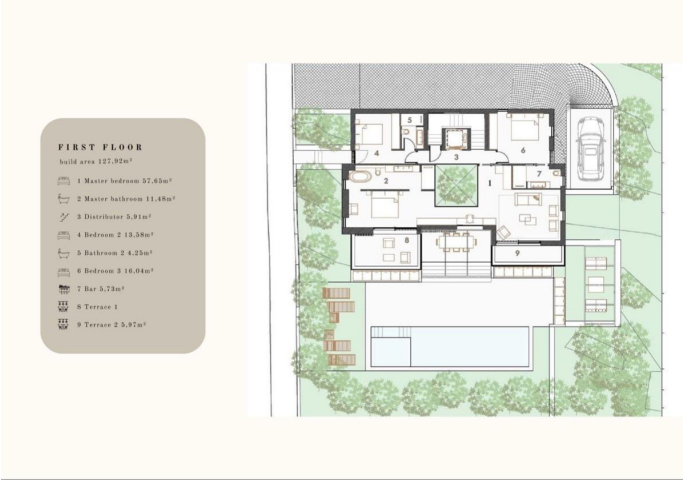 FIRST FLOOR
build area 127,92m²
1 Master bedroom 57,65m²
2 Master bathroom 11,48m²
3 Distributor 5,91m²
4 Bedroom 2 13,58m²
5 Bathroom 2 4,25m²
6 Bedroom 3 16,04m²
7 Bar 5,73m²
8 Terrace 1
9 Terrace 2 5,97m²
5
4
3
6
2
1
7
8
9